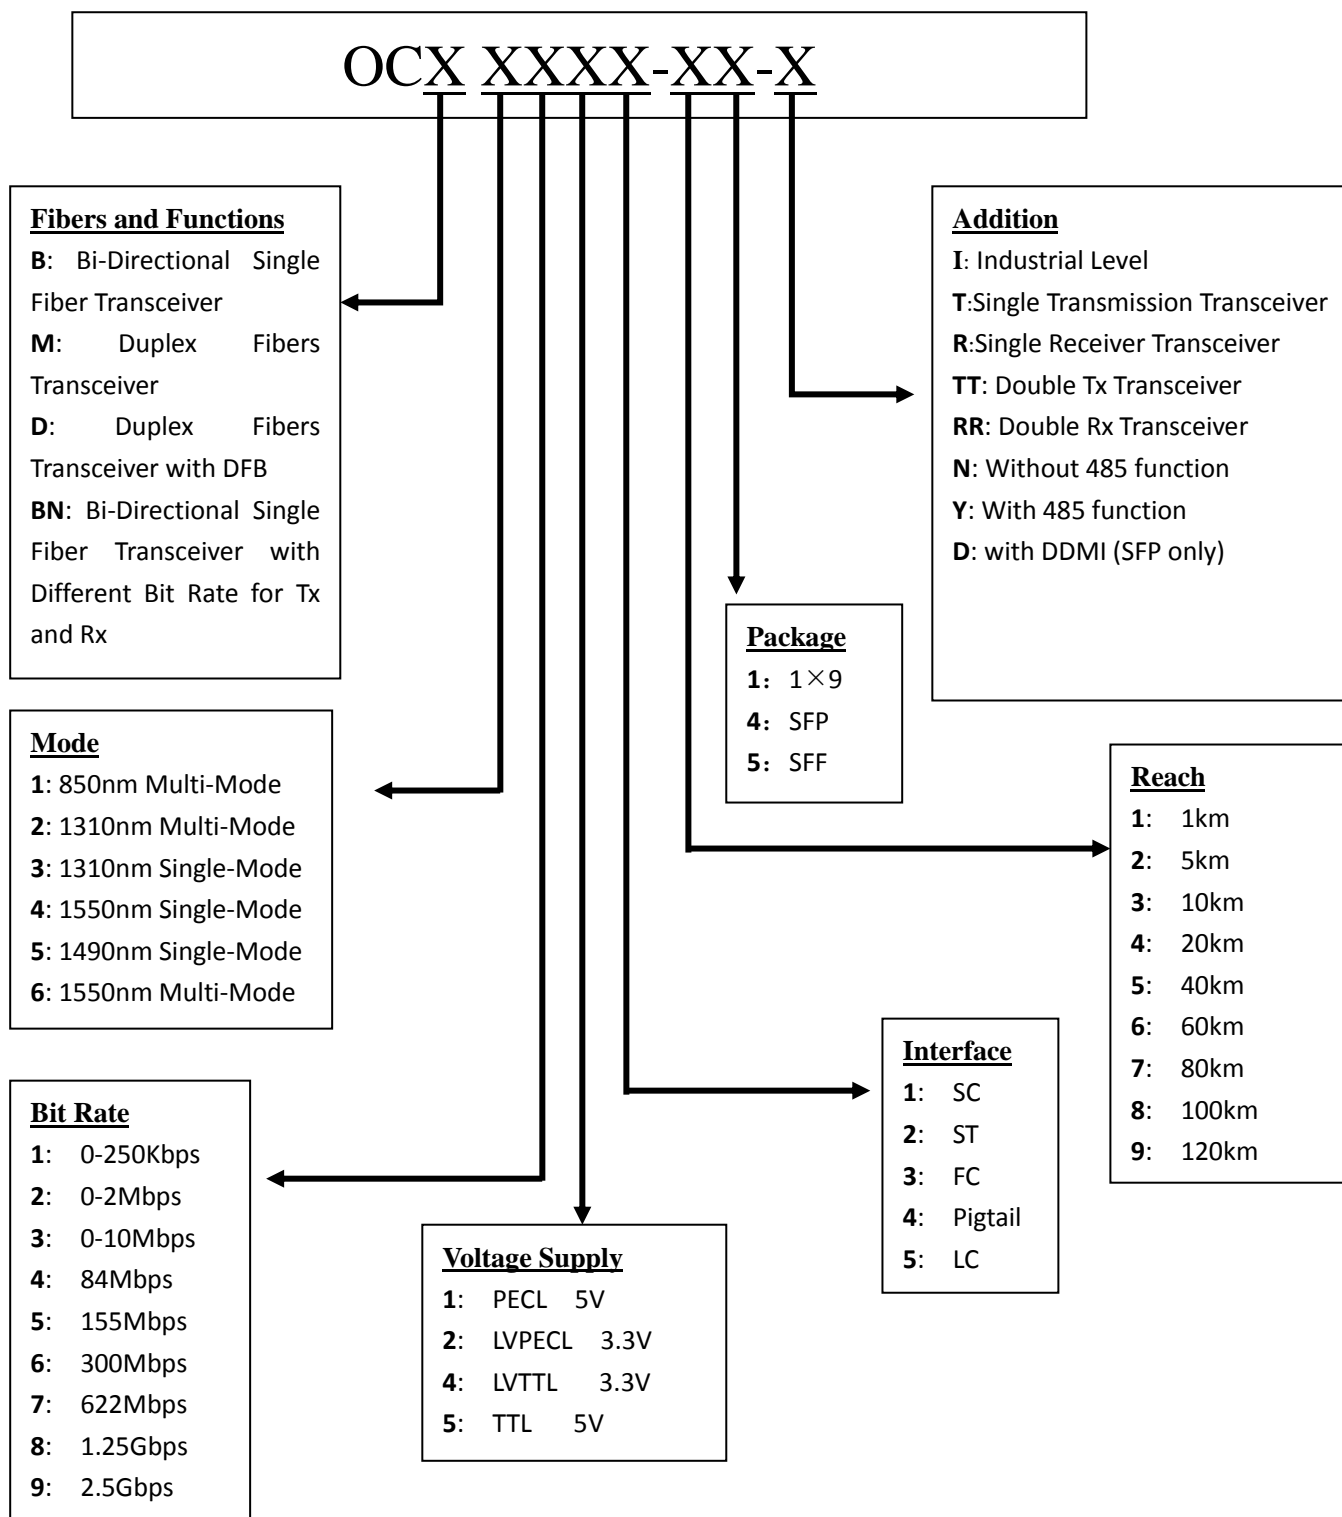 OCX XXXX-XX-X
Fibers and Functions
B: Bi-Directional Single
Fiber Transceiver
M: Duplex Fibers
Transceiver
D: Duplex Fibers
Transceiver with DFB
BN: Bi-Directional Single
Fiber Transceiver with
Different Bit Rate for Tx
and Rx
Addition
I: Industrial Level
T:Single Transmission Transceiver
R:Single Receiver Transceiver
TT: Double Tx Transceiver
RR: Double Rx Transceiver
N: Without 485 function
Y: With 485 function
D: with DDMI (SFP only)
Package
1: 1×9
4: SFP
5: SFF
Mode
1: 850nm Multi-Mode
2: 1310nm Multi-Mode
3: 1310nm Single-Mode
4: 1550nm Single-Mode
5: 1490nm Single-Mode
6: 1550nm Multi-Mode
Reach
1: 1km
2: 5km
3: 10km
4: 20km
5: 40km
6: 60km
7: 80km
8: 100km
9: 120km
Interface
1: SC
2: ST
3: FC
4: Pigtail
5: LC
Bit Rate
1: 0-250Kbps
2: 0-2Mbps
3: 0-10Mbps
4: 84Mbps
5: 155Mbps
6: 300Mbps
7: 622Mbps
8: 1.25Gbps
9: 2.5Gbps
Voltage Supply
1: PECL 5V
2: LVPECL 3.3V
4: LVTTL 3.3V
5: TTL 5V